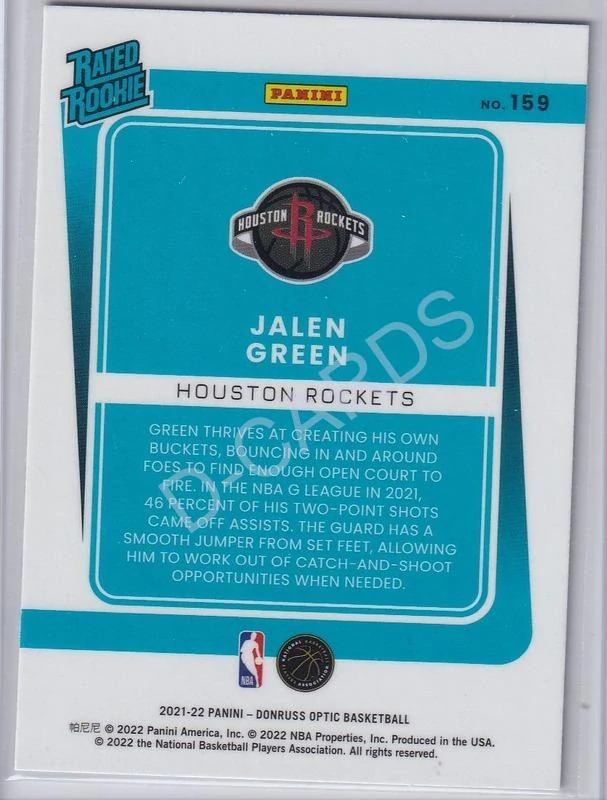 RATED
ROOKIE
PANINI
NO. 159
HOUSTON ROCKETS
JALEN
GREEN
HOUSTON ROCKETS
GREEN THRIVES AT CREATING HIS OWN
BUCKETS, BOUNCING IN AND AROUND
FOES TO FIND ENOUGH OPEN COURT TO
FIRE. IN THE NBA G LEAGUE IN 2021,
46 PERCENT OF HIS TWO-POINT SHOTS
CAME OFF ASSISTS. THE GUARD HAS A
SMOOTH JUMPER FROM SET FEET, ALLOWING
HIM TO WORK OUT OF CATCH-AND-SHOOT
OPPORTUNITIES WHEN NEEDED.
D-CARDS
NBA
NATIONAL BASKETBALL
PLAYERS ASSOCIATION
2021-22 PANINI – DONRUSS OPTIC BASKETBALL
帕尼尼 © 2022 Panini America, Inc. © 2022 NBA Properties, Inc. Produced in the USA.
© 2022 the National Basketball Players Association. All rights reserved.